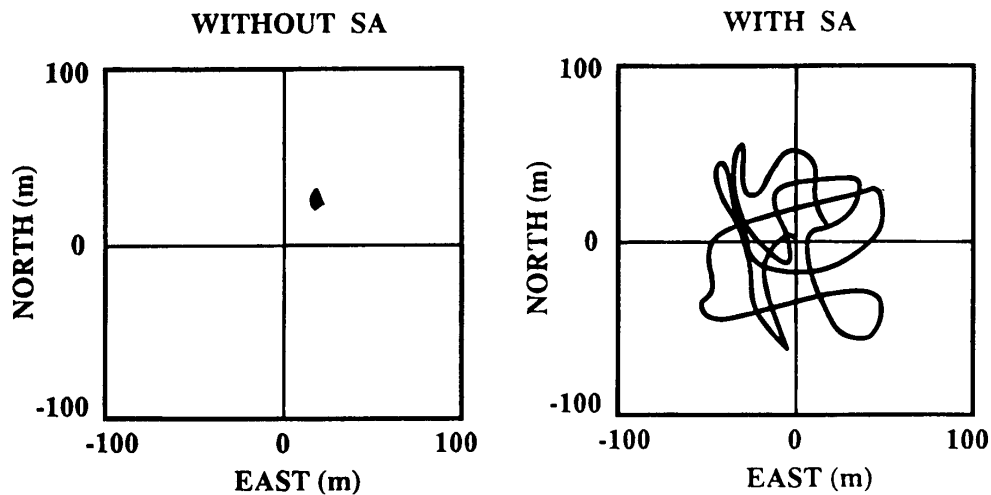 WITHOUT SA
100
0
-100
NORTH (m)
-100 0 100
EAST (m)
WITH SA
100
0
-100
NORTH (m)
-100 0 100
EAST (m)